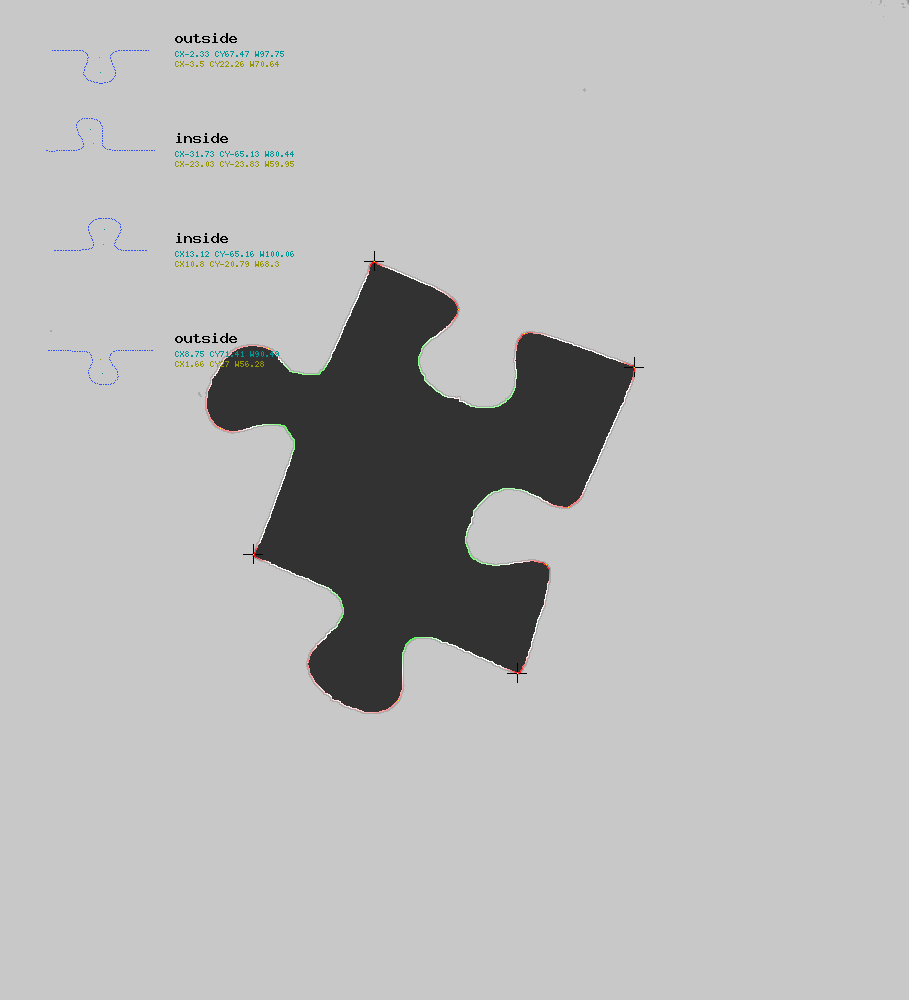 outside
CX-2.33 CY67.47 W97.75
CX-3.5 CY22.26 W70.64
inside
CX-31.73 CY-65.13 W80.44
CX-23.03 CY-23.83 W59.95
inside
CX13.12 CY-65.16 W100.06
CX10.8 CY-20.79 W68.3
outside
CX8.75
CX1.66 W56.28